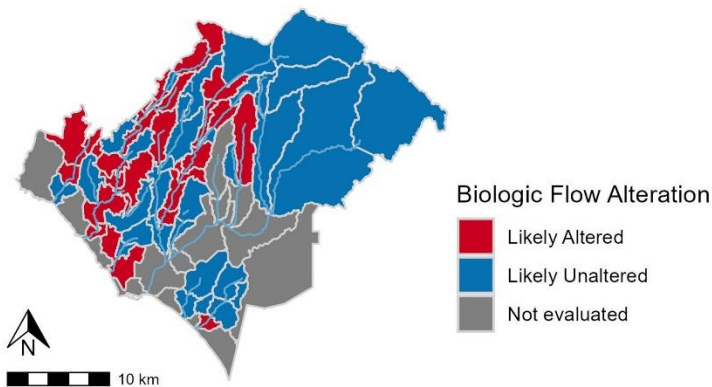 Biologic Flow Alteration
Likely Altered
Likely Unaltered
Not evaluated
N
10 km